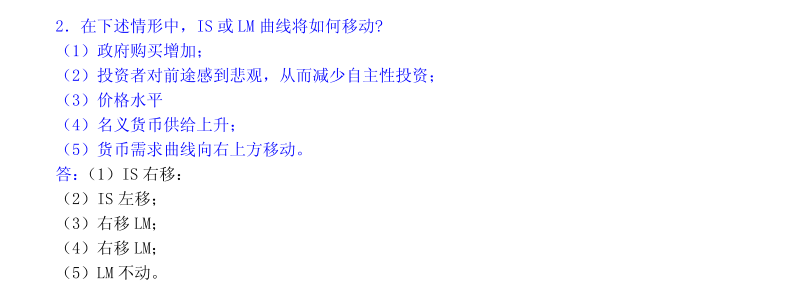 2. 在下述情形中，IS 或 LM 曲线将如何移动?
（1）政府购买增加；
（2）投资者对前途感到悲观，从而减少自主性投资；
（3）价格水平
（4）名义货币供给上升；
（5）货币需求曲线向右上方移动。
答：（1）IS 右移：
（2）IS 左移；
（3）右移 LM；
（4）右移 LM；
（5）LM 不动。